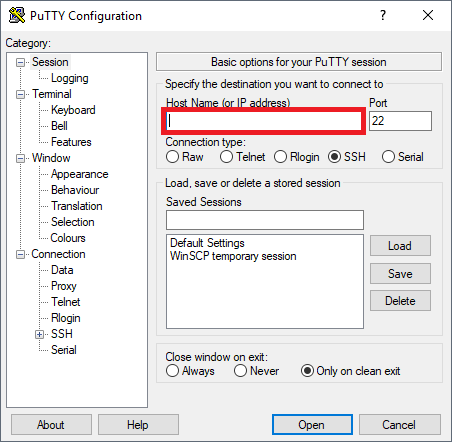 PuTTY Configuration
?
Category:
Session
Logging
Terminal
Keyboard
Bell
Features
Window
Appearance
Behaviour
Translation
Selection
Colours
Connection
Data
Proxy
Telnet
Rlogin
SSH
Serial
Basic options for your PuTTY session
Specify the destination you want to connect to
Host Name (or IP address) Port
22
Connection type:
Raw Telnet Rlogin SSH Serial
Load, save or delete a stored session
Saved Sessions
Default Settings
WinSCP temporary session
Load
Save
Delete
Close window on exit:
Always Never Only on clean exit
About Help Open Cancel